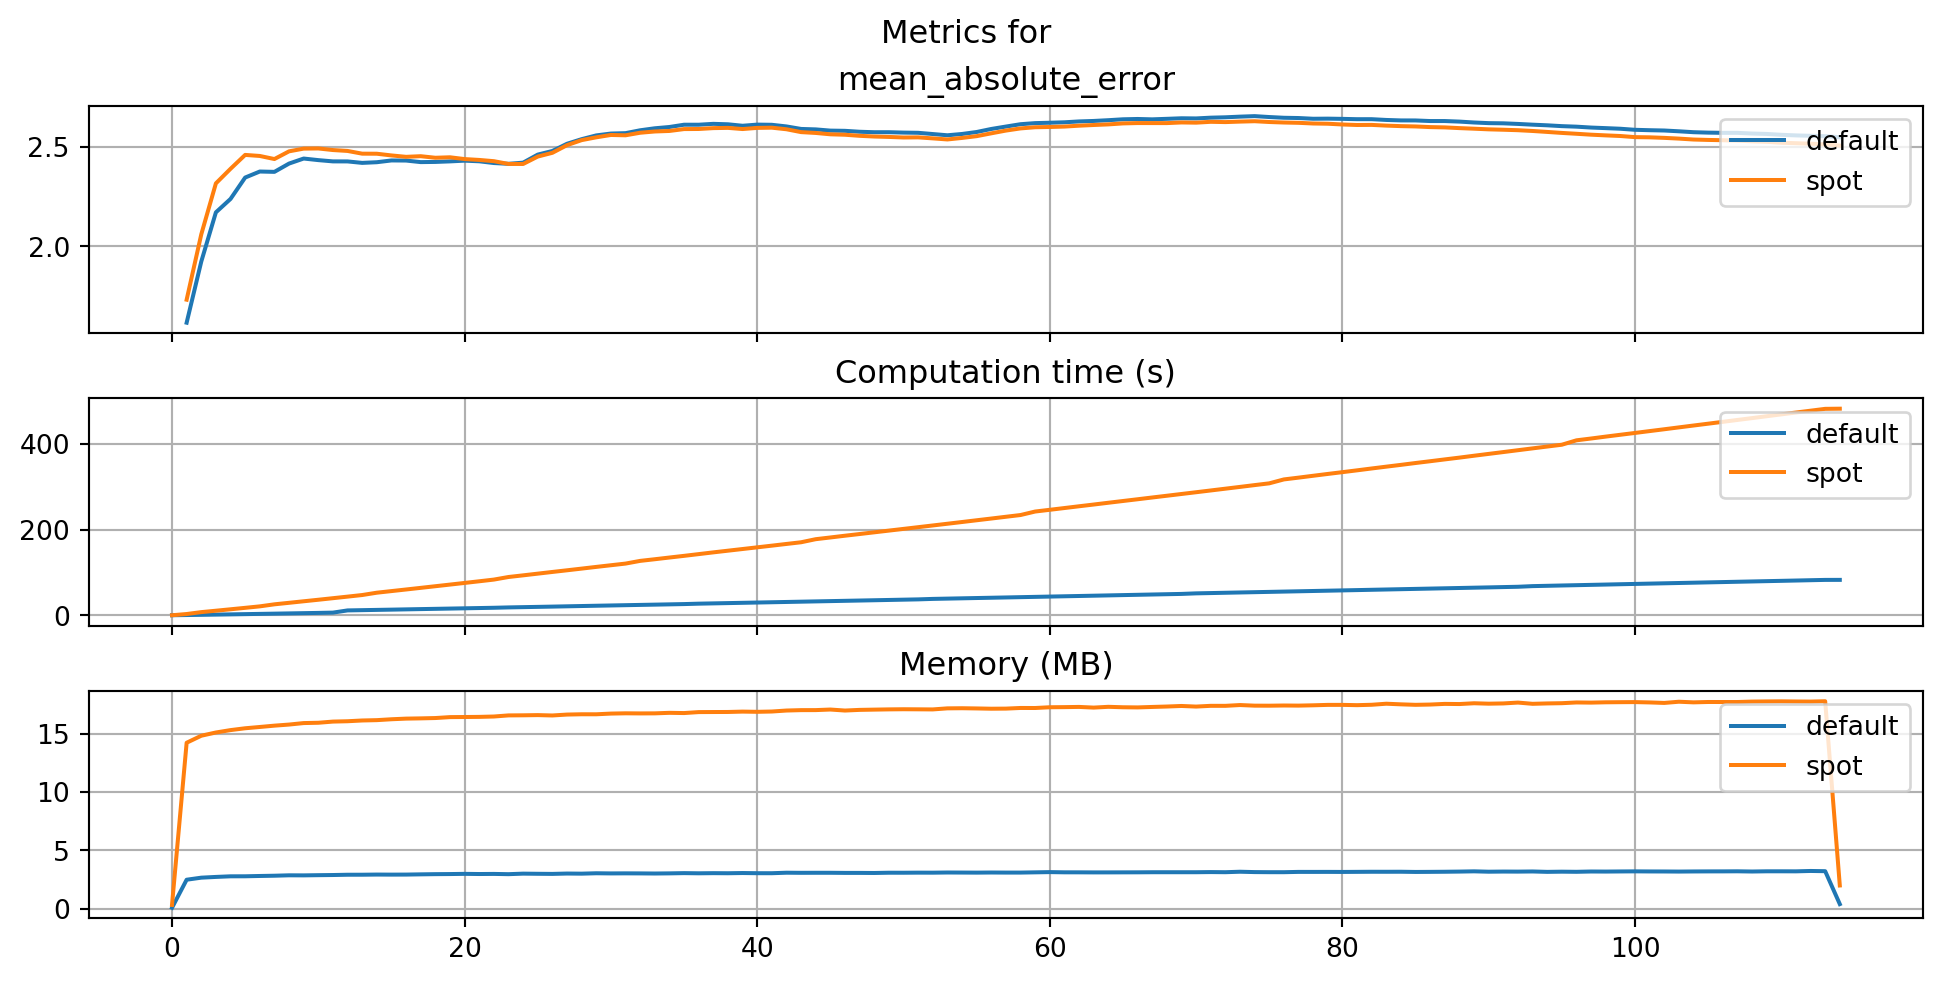 Metrics for
mean_absolute_error
2.5
2.0
default
spot
Computation time (s)
400
200
0
default
spot
Memory (MB)
15
10
5
0
default
spot
0 20 40 60 80 100